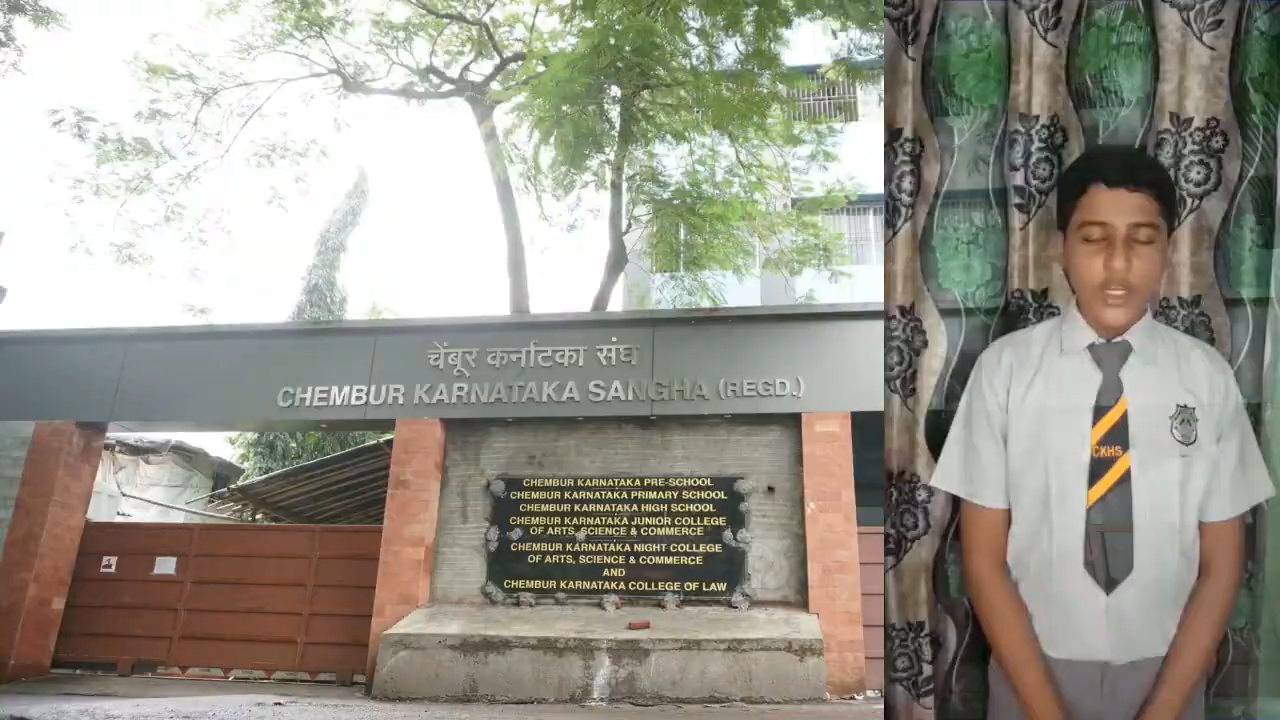 चेंबूर कर्नाटका संघ
CHEMBUR KARNATAKA SANGHA (REGD.)
CHEMBUR KARNATAKA PRE-SCHOOL
CHEMBUR KARNATAKA PRIMARY SCHOOL
CHEMBUR KARNATAKA HIGH SCHOOL
CHEMBUR KARNATAKA JUNIOR COLLEGE
OF ARTS, SCIENCE & COMMERCE
CHEMBUR KARNATAKA NIGHT COLLEGE
OF ARTS, SCIENCE & COMMERCE
AND
CHEMBUR KARNATAKA COLLEGE OF LAW
CKHS